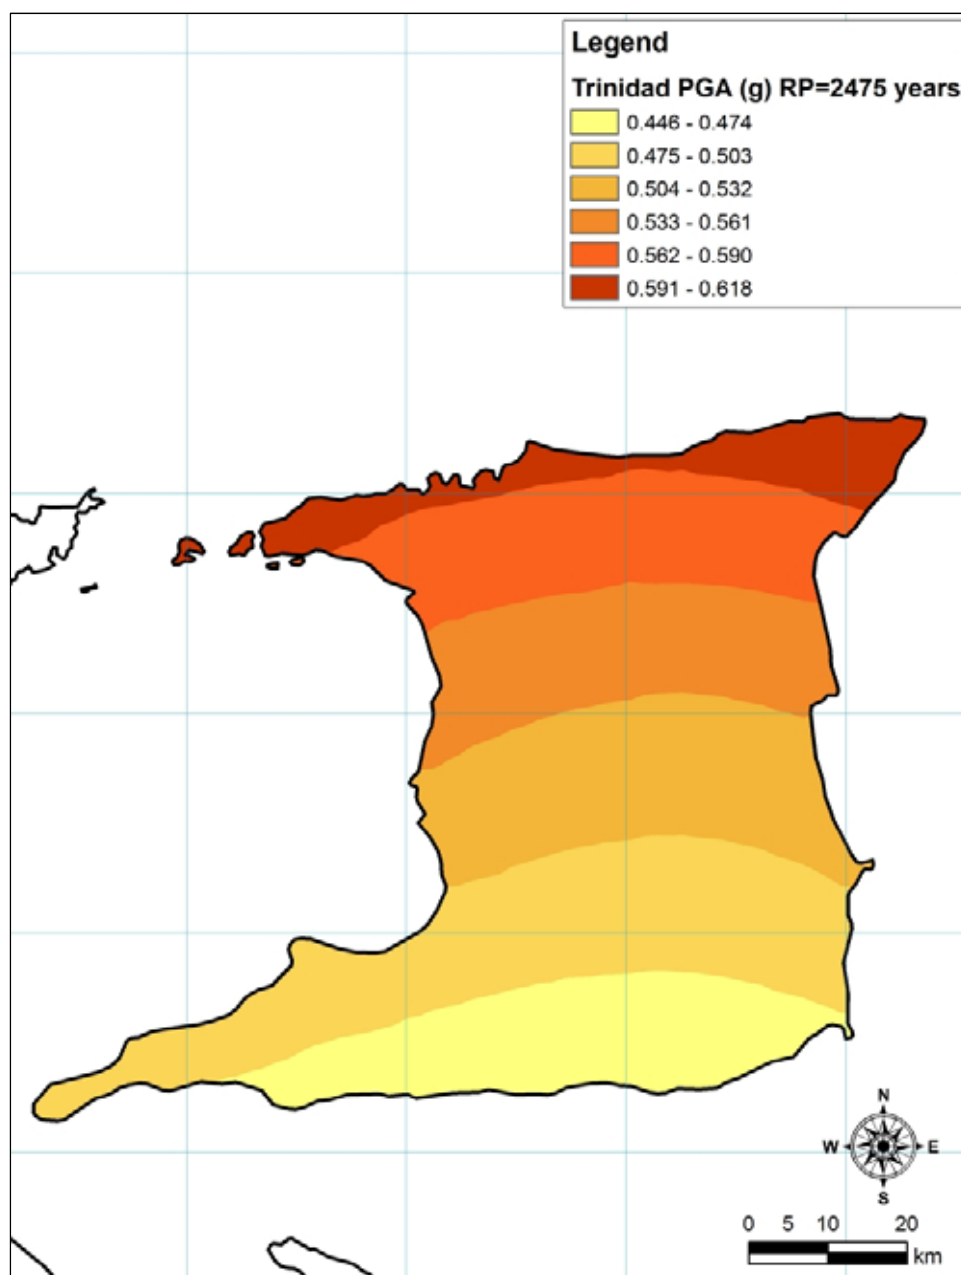 Legend
Trinidad PGA (g) RP=2475 years
0.446 - 0.474
0.475 - 0.503
0.504 - 0.532
0.533 - 0.561
0.562 - 0.590
0.591 - 0.618
N
W E
S
0 5 10 20
km